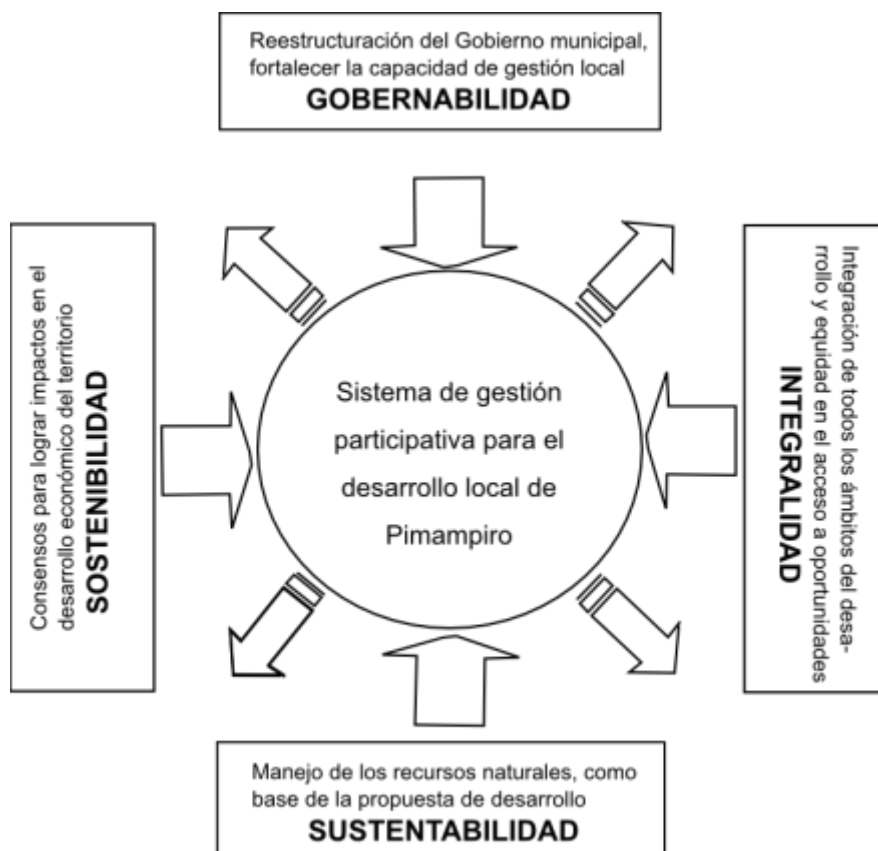 Reestructuración del Gobierno municipal,
fortalecer la capacidad de gestión local
GOBERNABILIDAD
Consensos para lograr impactos en el
desarrollo económico del territorio
SOSTENIBILIDAD
Sistema de gestión
participativa para el
desarrollo local de
Pimampiro
Integración de todos los ámbitos del desa-
rrollo y equidad en el acceso a oportunidades
INTEGRALIDAD
Manejo de los recursos naturales, como
base de la propuesta de desarrollo
SUSTENTABILIDAD